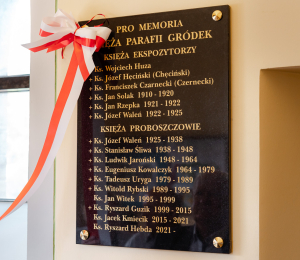 PRO MEMORIA
KSIĘŻA PARAFII GRÓDEK
KSIĘŻA EKSPOZYTORZY
Ks. Wojciech Huza
+ Ks. Józef Hęciński (Chęciński)
+ Ks. Franciszek Czarnecki (Czernecki)
+ Ks. Jan Solak 1910 - 1920
+ Ks. Jan Rzepka 1921 - 1922
+ Ks. Józef Waleń 1922 - 1925
KSIĘŻA PROBOSZCZOWIE
+ Ks. Józef Waleń 1925 - 1938
+ Ks. Stanisław Śliwa 1938 - 1948
+ Ks. Ludwik Jaroński 1948 - 1964
+ Ks. Eugeniusz Kowalczyk 1964 - 1979
+ Ks. Tadeusz Uryga 1979 - 1989
+ Ks. Witold Rybski 1989 - 1995
Ks. Jan Witek 1995 - 1999
+ Ks. Ryszard Guzik 1999 - 2015
Ks. Jacek Kmiecik 2015 - 2021
Ks. Ryszard Hebda 2021 -